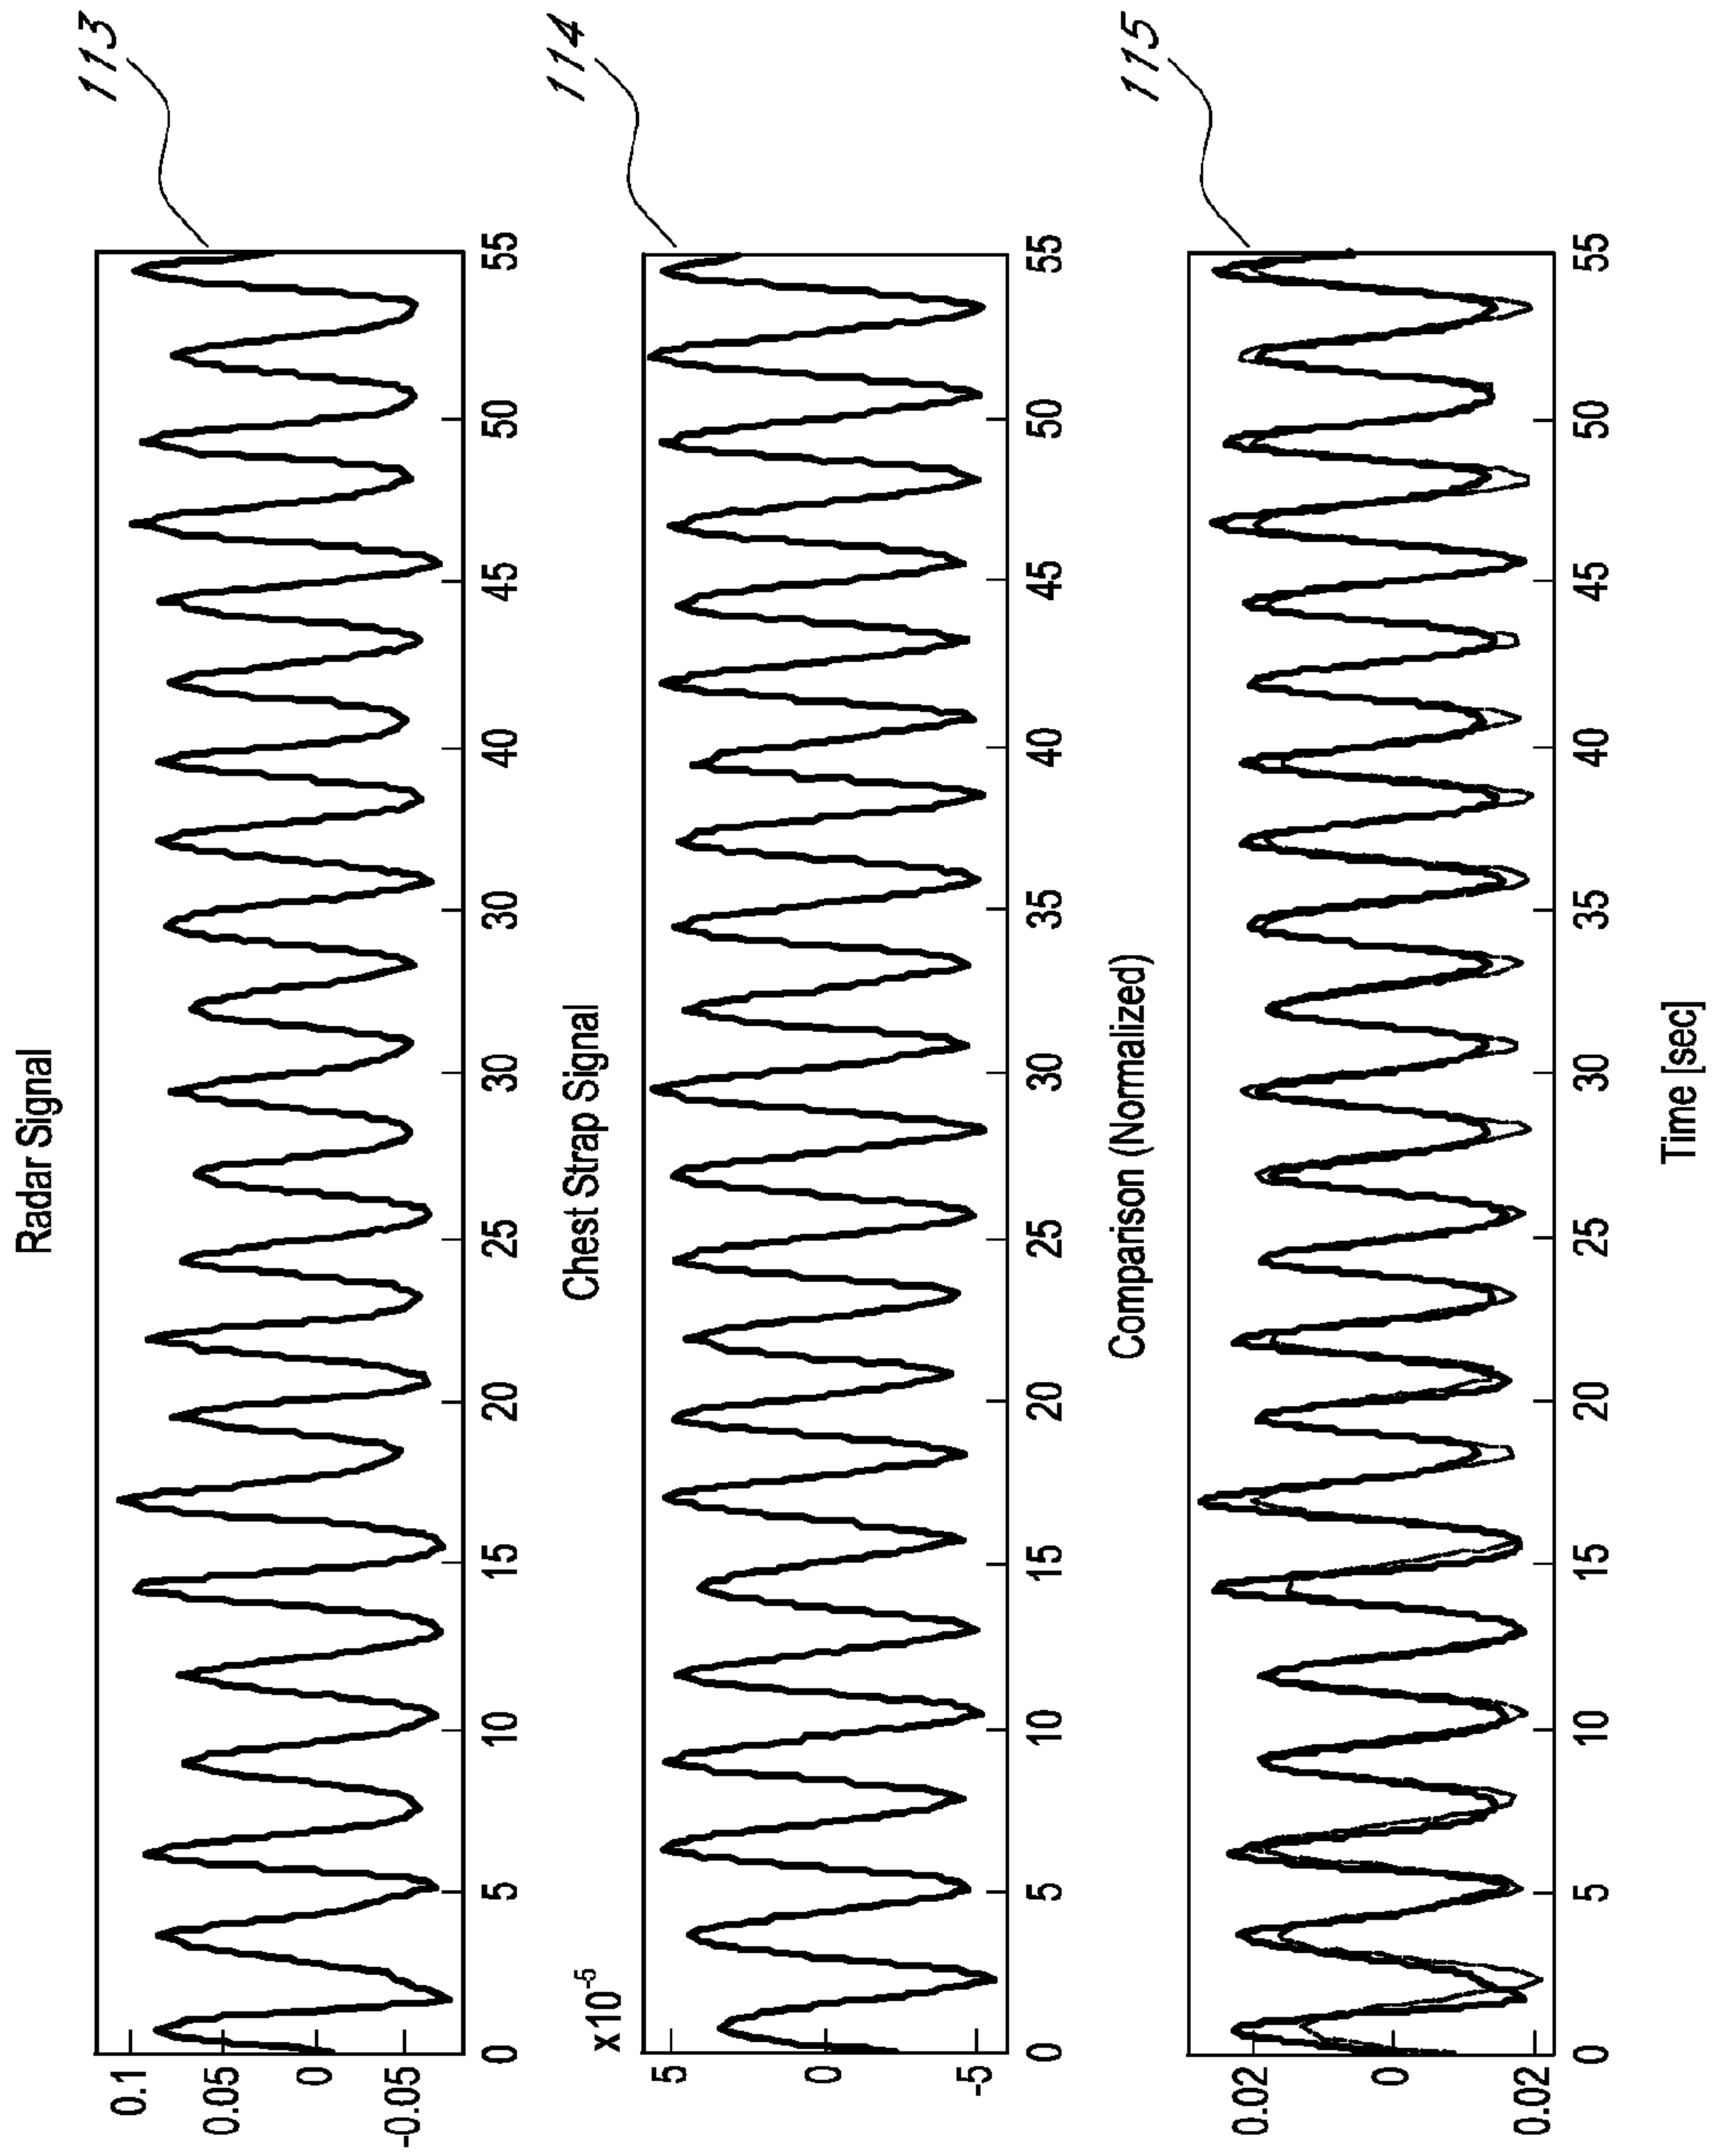 Radar Signal
113
0.1
0.05
0
-0.05
0 5 10 15 20 25 30 30 40 45 50 55
Chest Strap Signal
114
x10-5
5
0
-5
0 5 10 15 20 25 30 35 40 45 50 55
Comparison (Normalized)
115
0.02
0
0.02
0 5 10 15 20 25 30 35 40 45 50 55
Time [sec]